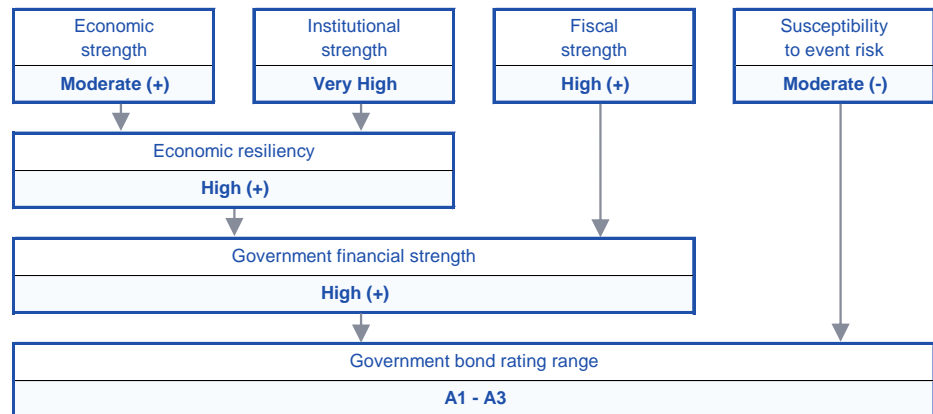 Economic
strength
Moderate (+)
Institutional
strength
Very High
Fiscal
strength
High (+)
Susceptibility
to event risk
Moderate (-)
Economic resiliency
High (+)
Government financial strength
High (+)
Government bond rating range
A1 - A3